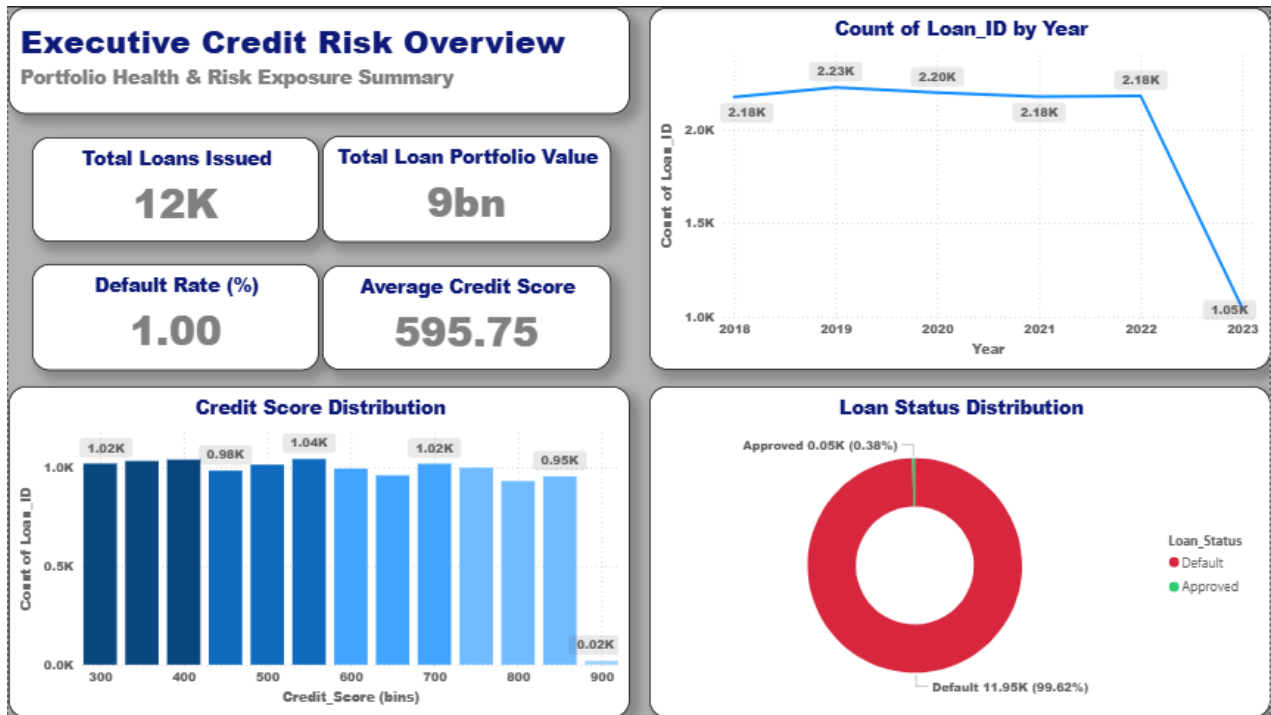 Executive Credit Risk Overview
Portfolio Health & Risk Exposure Summary
Total Loans Issued
12K
Total Loan Portfolio Value
9bn
Default Rate (%)
1.00
Average Credit Score
595.75
Count of Loan_ID by Year
Count of Loan_ID
2.0K
1.5K
1.0K
2.18K
2.23K
2.20K
2.18K
2.18K
1.05K
2018 2019 2020 2021 2022 2023
Year
Credit Score Distribution
Count of Loan_ID
1.0K
0.5K
0.0K
1.02K
0.98K
1.04K
1.02K
0.95K
0.02K
300 400 500 600 700 800 900
Credit_Score (bins)
Loan Status Distribution
Approved 0.05K (0.38%)
Default 11.95K (99.62%)
Loan_Status
Default
Approved